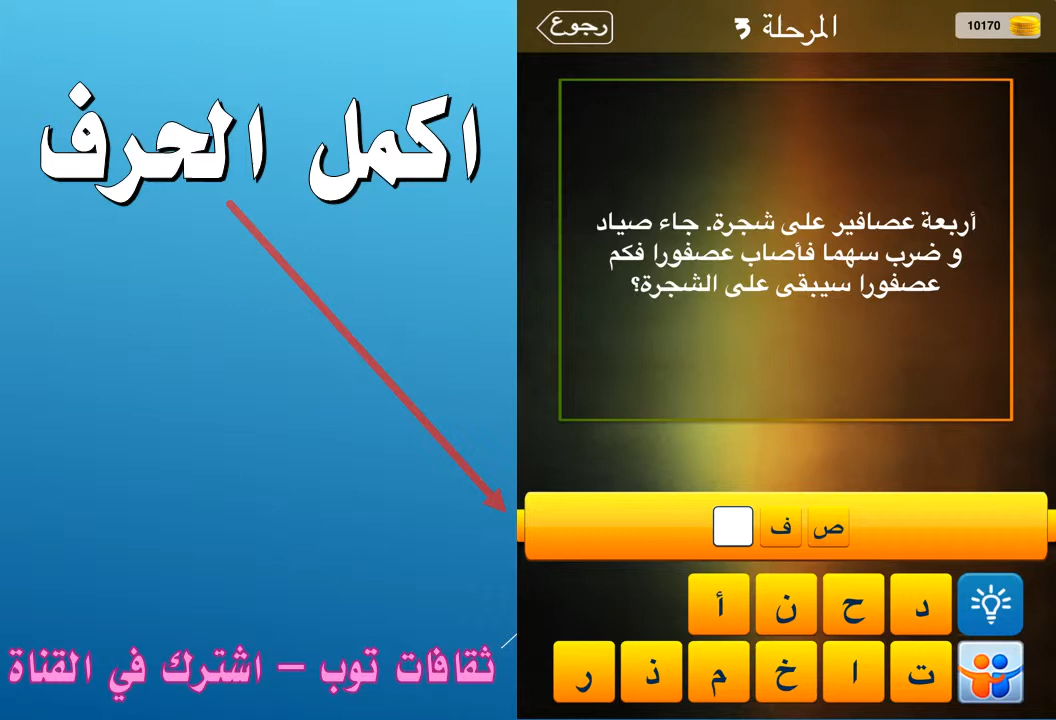 اكمل الحرف
ثقافات توب – اشترك في القناة
رجوع
المرحلة 3
10170
أربعة عصافير على شجرة. جاء صياد
و ضرب سهما فأصاب عصفورا فكم
عصفورا سيبقى على الشجرة؟
ص ف
د ح ن أ
ت ا خ م ذ ر